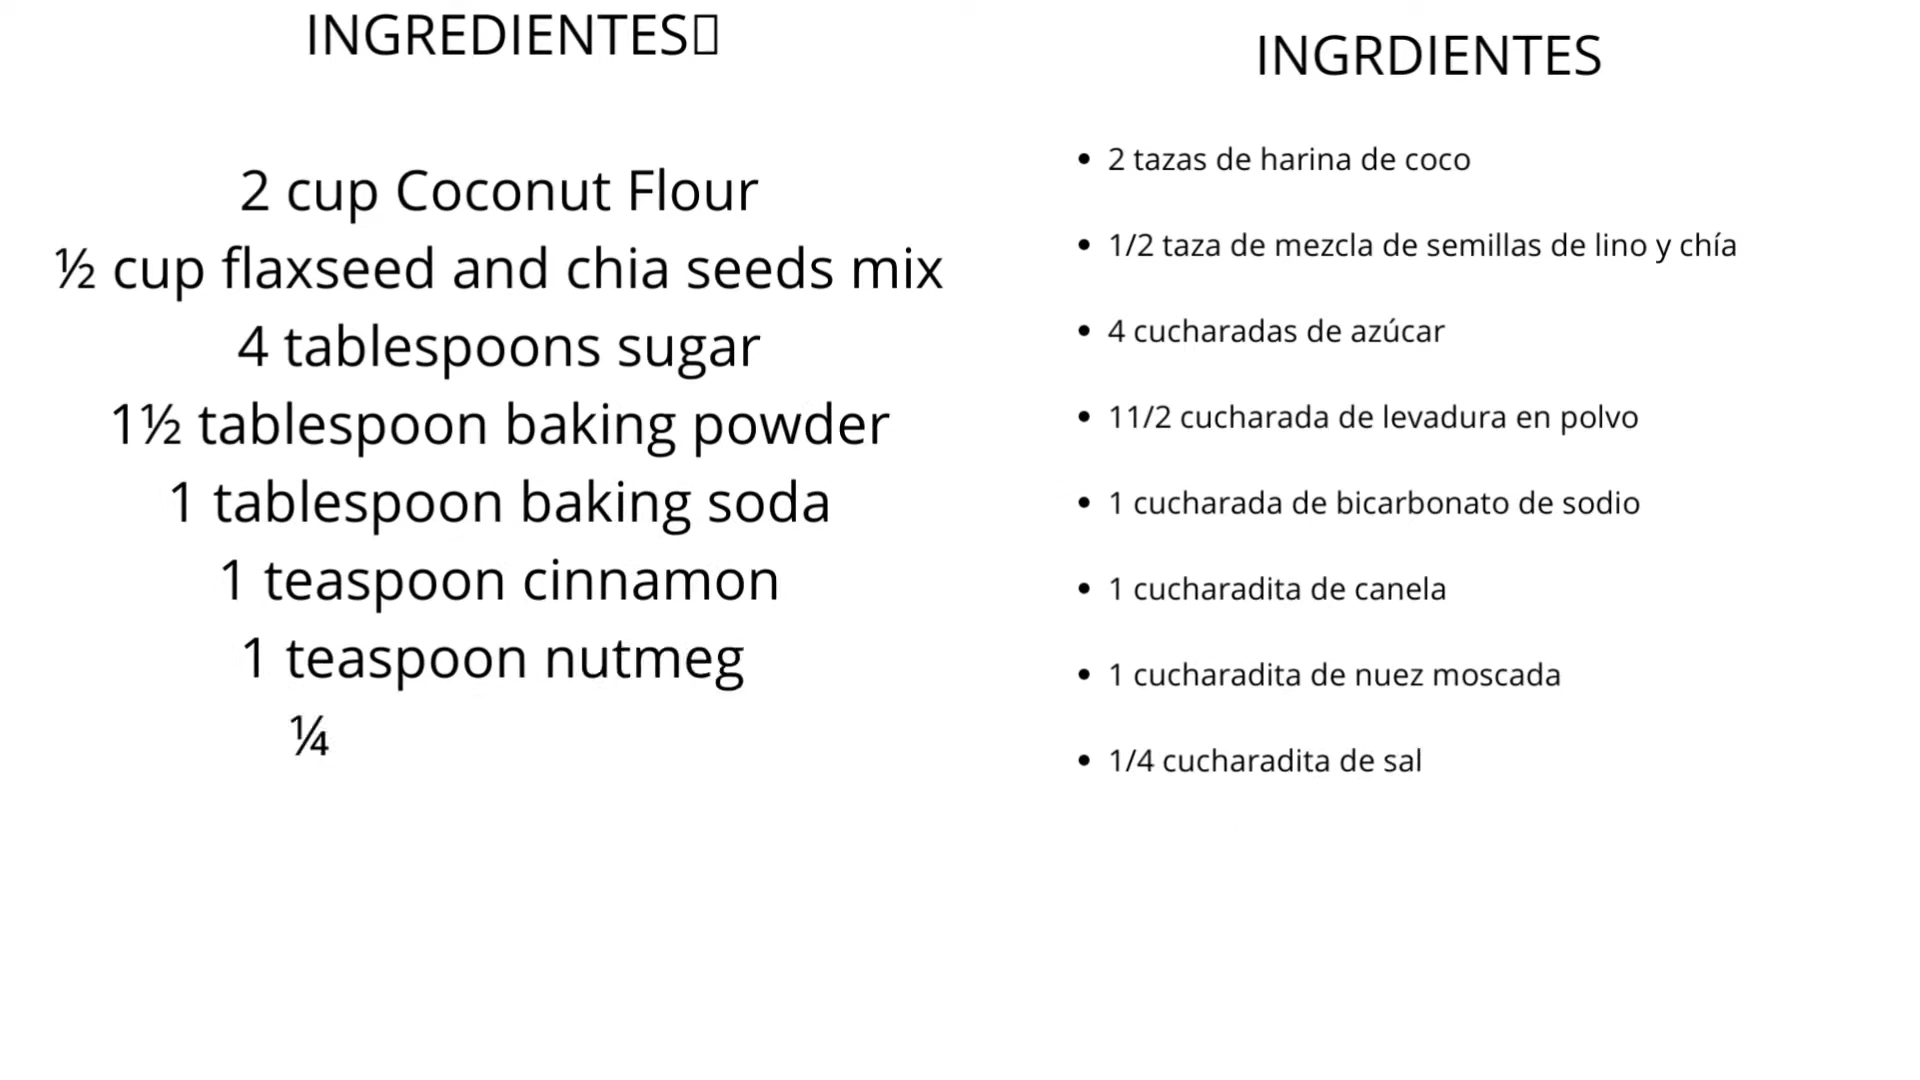 INGREDIENTES▯
2 cup Coconut Flour
½ cup flaxseed and chia seeds mix
4 tablespoons sugar
1½ tablespoon baking powder
1 tablespoon baking soda
1 teaspoon cinnamon
1 teaspoon nutmeg
¼
INGRDIENTES
• 2 tazas de harina de coco
• 1/2 taza de mezcla de semillas de lino y chía
• 4 cucharadas de azúcar
• 11/2 cucharada de levadura en polvo
• 1 cucharada de bicarbonato de sodio
• 1 cucharadita de canela
• 1 cucharadita de nuez moscada
• 1/4 cucharadita de sal